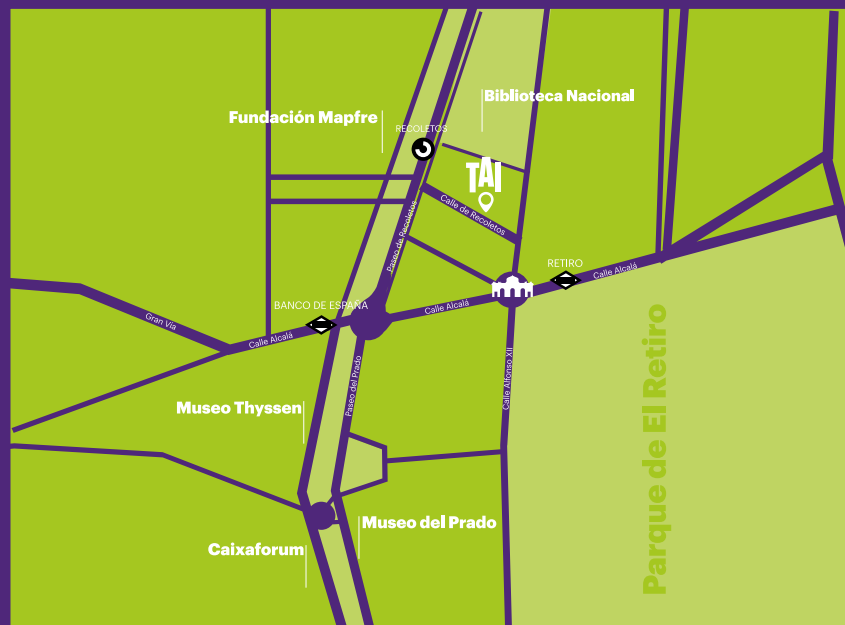 Biblioteca Nacional
Fundación Mapfre
RECOLETOS
TAI
Calle de Recoletos
Paseo de Recoletos
RETIRO
Calle Alcalá
BANCO DE ESPAÑA
Calle Alcalá
Gran Vía
Calle Alcalá
Paseo del Prado
Calle Alfonso XII
Parque de El Retiro
Museo Thyssen
Museo del Prado
Caixaforum